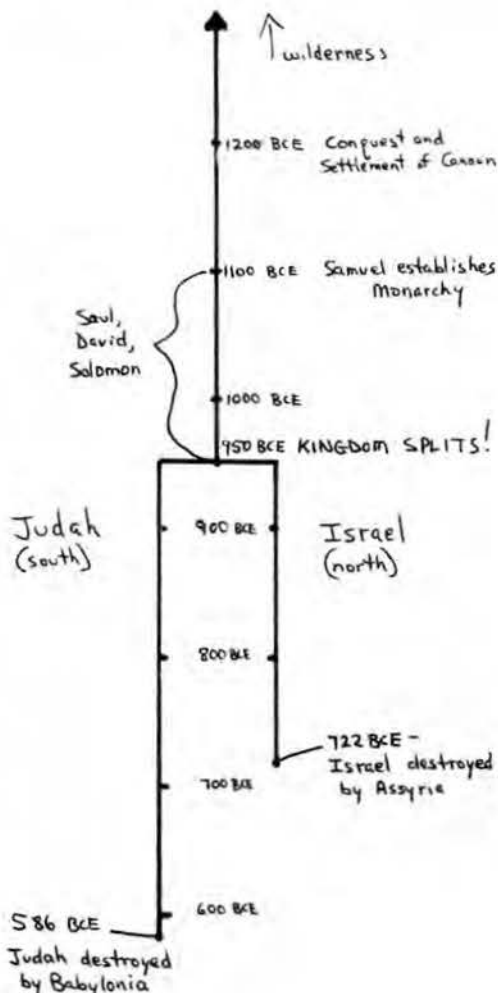 wilderness
1200 BCE Conquest and
Settlement of Canaan
1100 BCE Samuel establishes
Monarchy
Saul,
David,
Solomon
1000 BCE
950 BCE KINGDOM SPLITS!
Judah
(south)
900 BCE
Israel
(north)
800 BCE
722 BCE -
Israel destroyed
by Assyria
700 BCE
600 BCE
586 BCE
Judah destroyed
by Babylonia